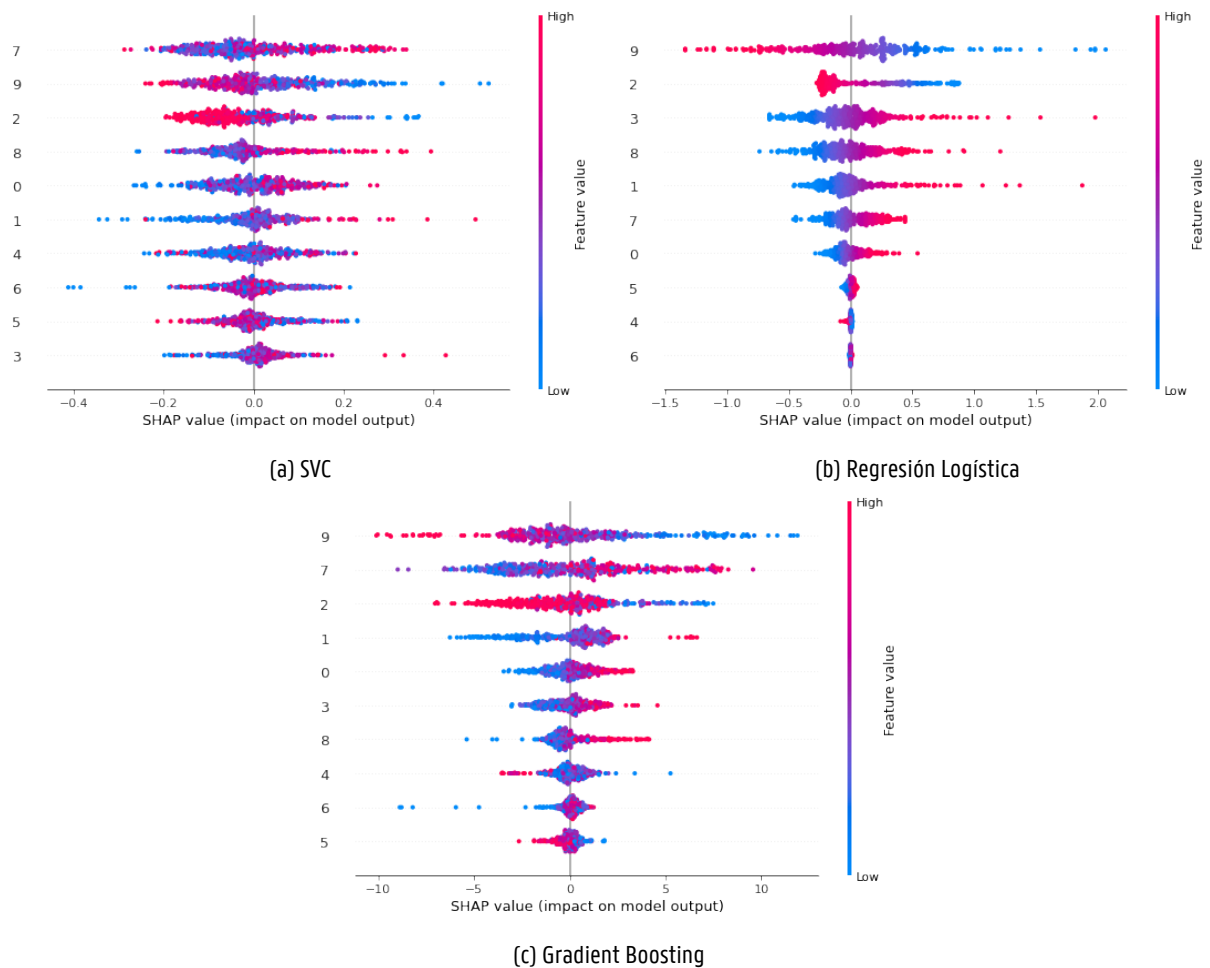 High
7
9
2
8
0
1
4
6
5
3
Feature value
Low
−0.4 −0.2 0.0 0.2 0.4
SHAP value (impact on model output)
(a) SVC
High
9
2
3
8
1
7
0
5
4
6
Feature value
Low
−1.5 −1.0 −0.5 0.0 0.5 1.0 1.5 2.0
SHAP value (impact on model output)
(b) Regresión Logística
High
9
7
2
1
0
3
8
4
6
5
Feature value
Low
−10 −5 0 5 10
SHAP value (impact on model output)
(c) Gradient Boosting